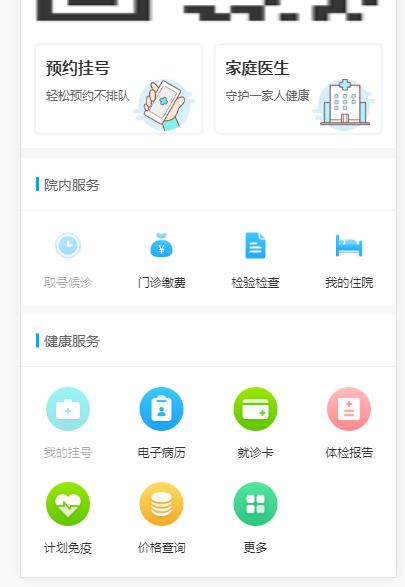 预约挂号
轻松预约不排队
家庭医生
守护一家人健康
院内服务
取号候诊
门诊缴费
检验检查
我的住院
健康服务
我的挂号
电子病历
就诊卡
体检报告
计划免疫
价格查询
更多